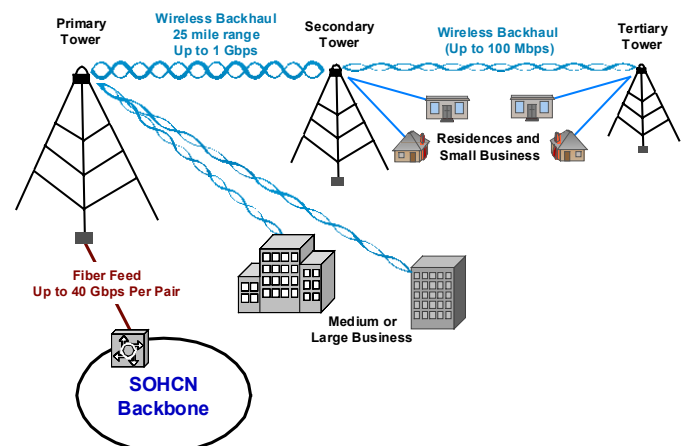 Primary
Tower
Wireless Backhaul
25 mile range
Up to 1 Gbps
Secondary
Tower
Wireless Backhaul
(Up to 100 Mbps)
Tertiary
Tower
Residences and
Small Business
Fiber Feed
Up to 40 Gbps Per Pair
Medium or
Large Business
SOHCN
Backbone